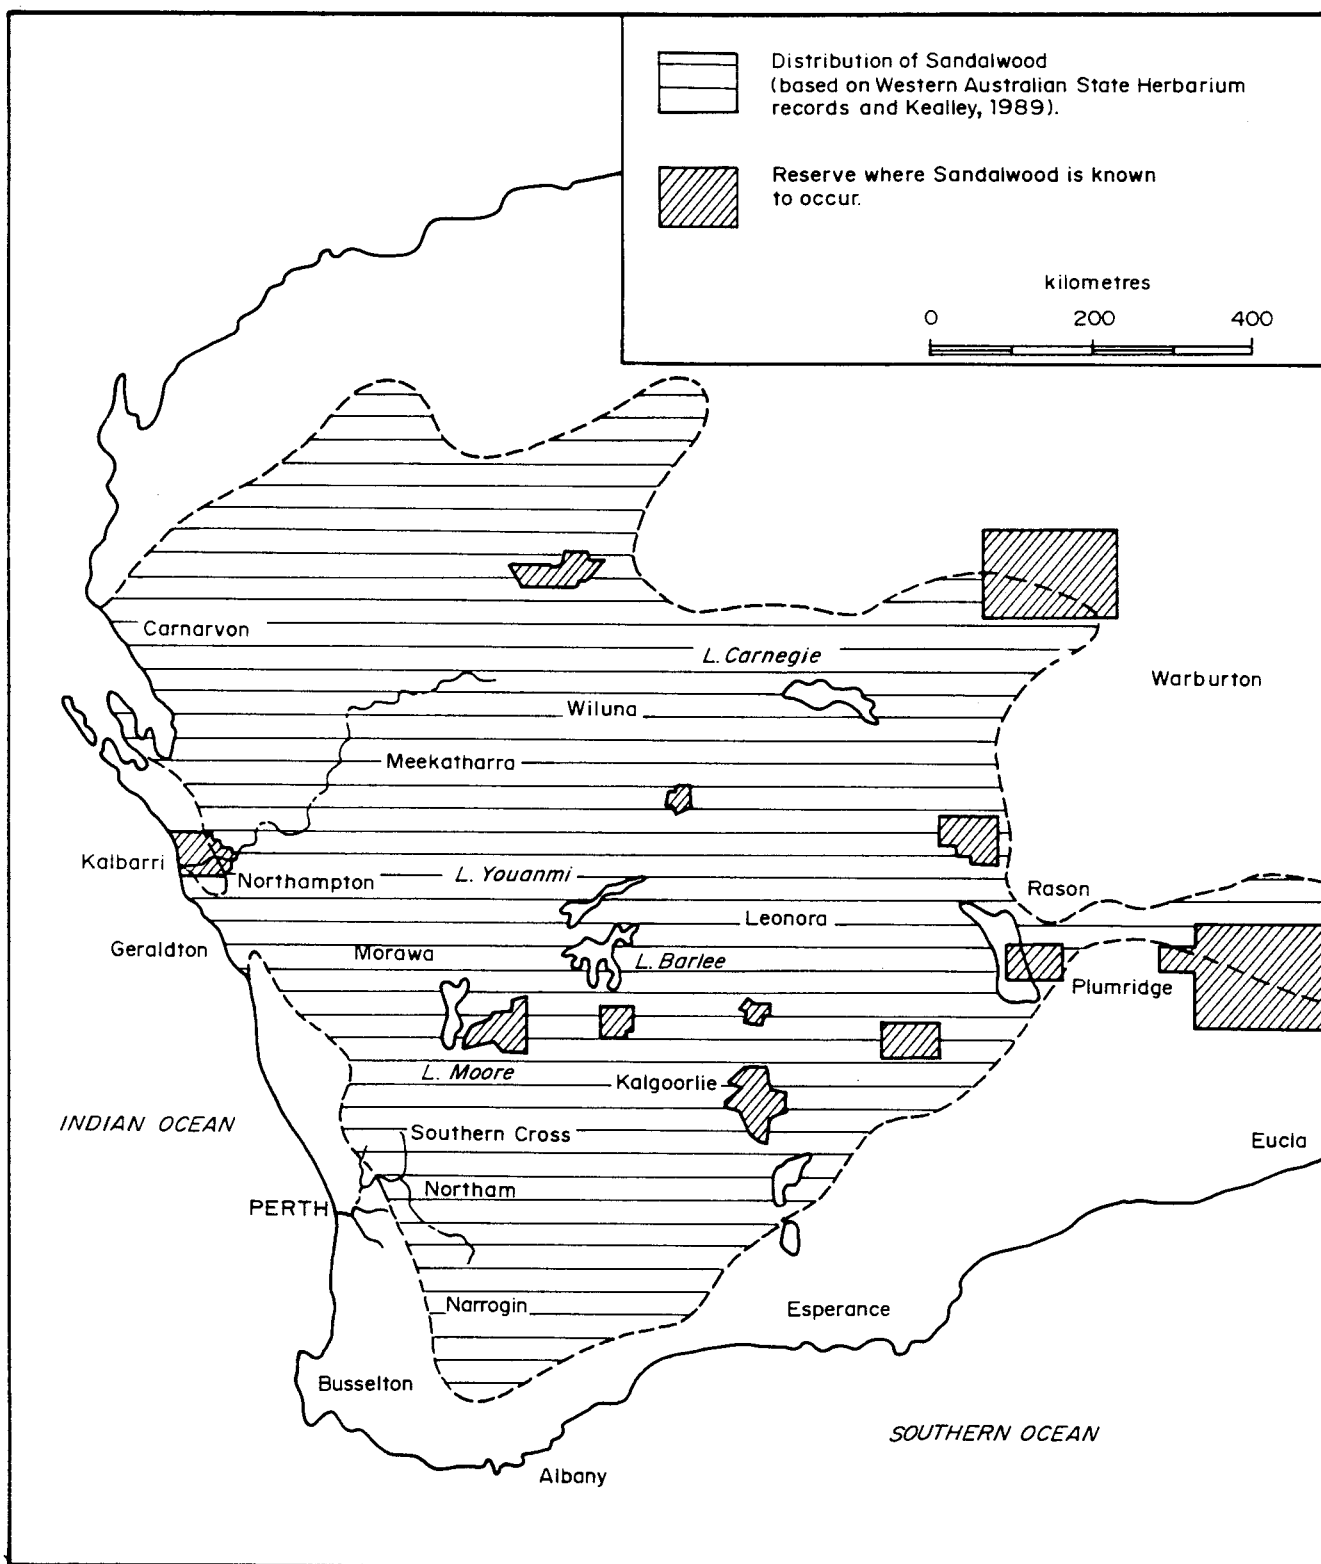 Distribution of Sandalwood
(based on Western Australian State Herbarium
records and Kealley, 1989).
Reserve where Sandalwood is known
to occur.
kilometres
0 200 400
Carnarvon
L. Carnegie
Warburton
Wiluna
Meekatharra
Kalbarri
Northampton
L. Youanmi
Rason
Leonora
Geraldton
Morawa
L. Barlee
Plumridge
L. Moore
Kalgoorlie
INDIAN OCEAN
Southern Cross
Eucla
Northam
PERTH
Narrogin
Esperance
Busselton
SOUTHERN OCEAN
Albany